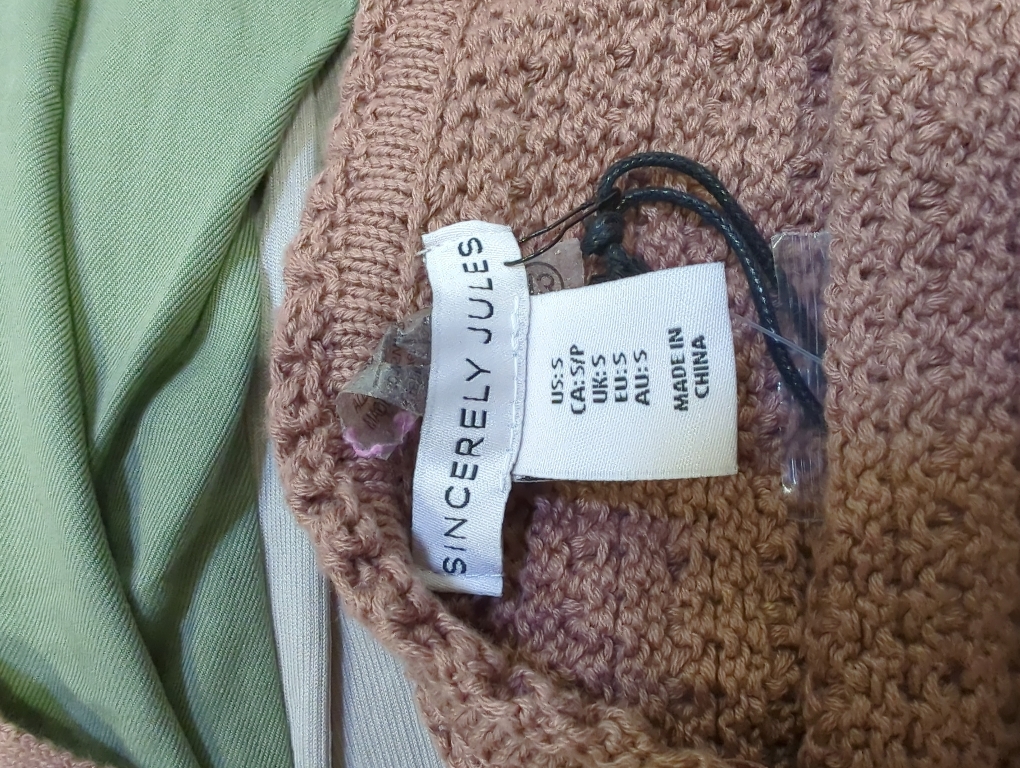 SINCERELY JULES
US:S
CA:S/P
UK:S
EU:S
AU:S
MADE IN
CHINA